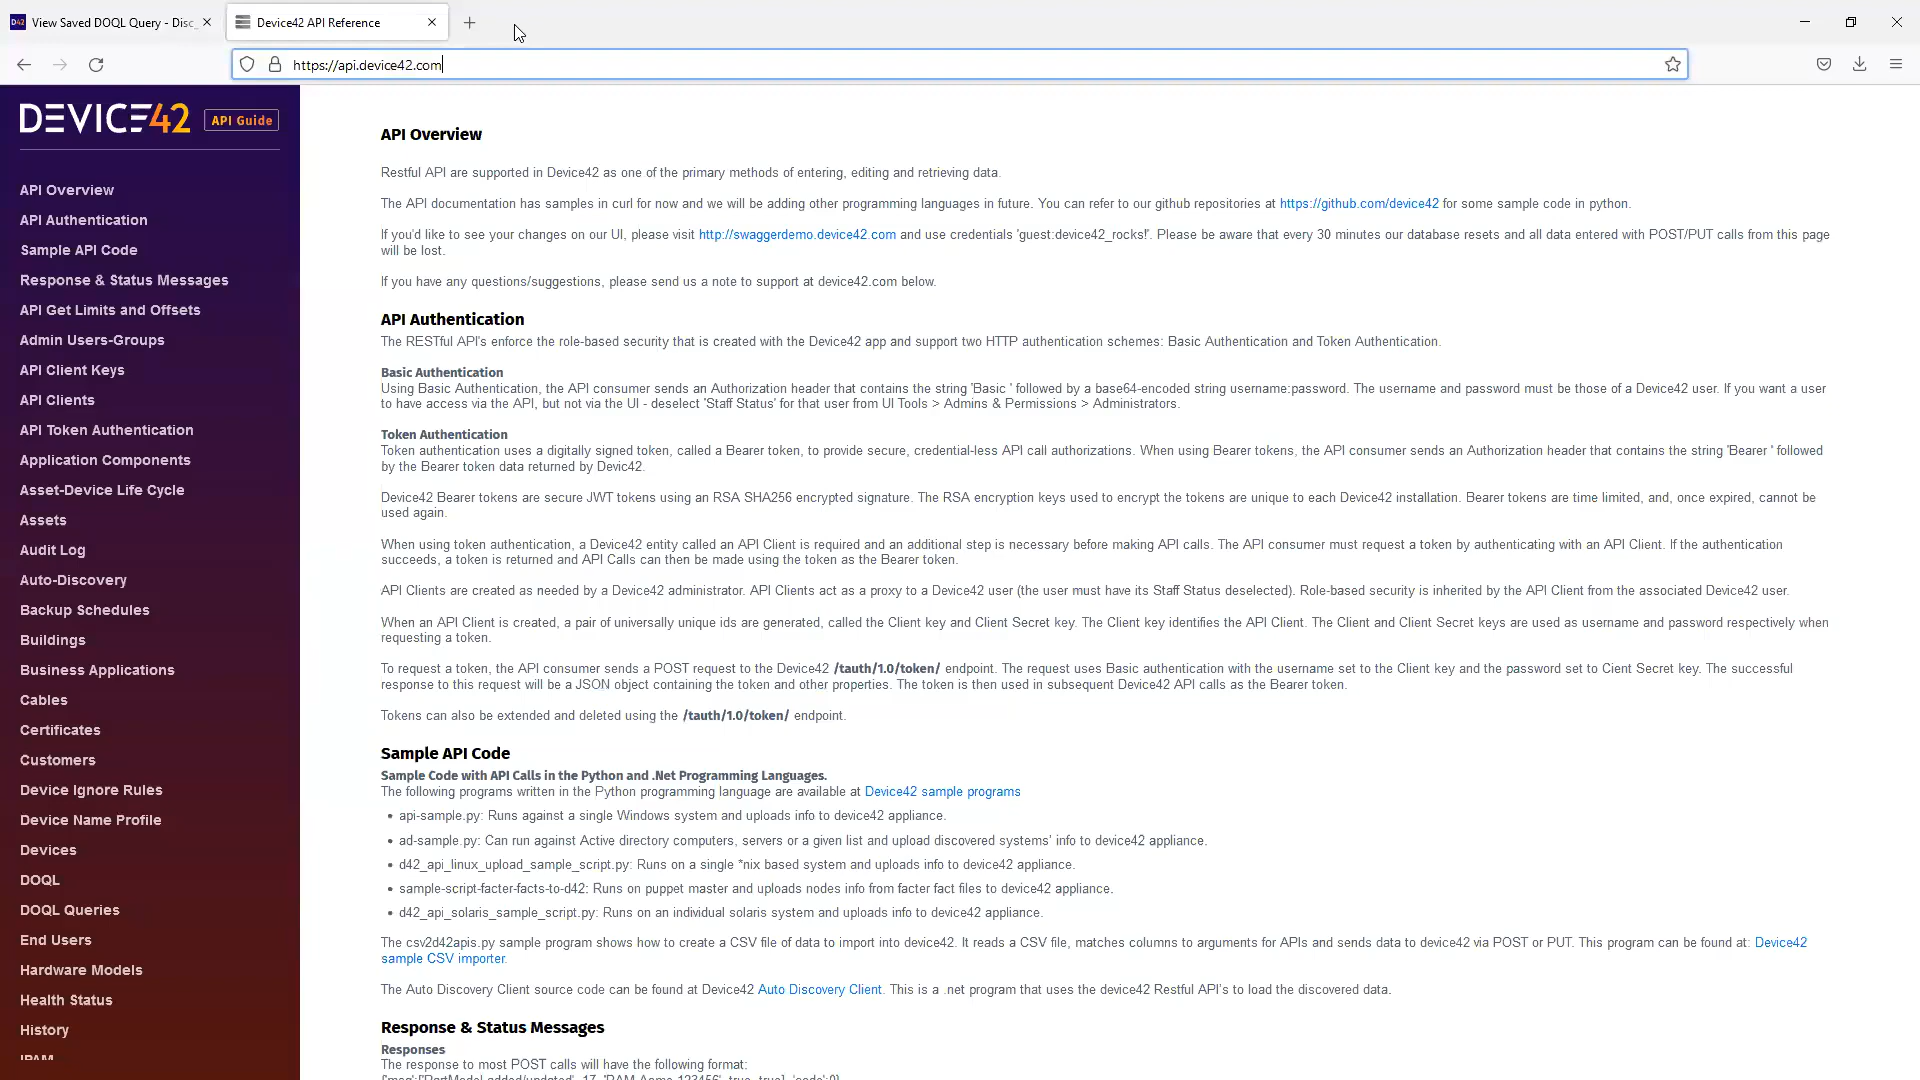 View Saved DOQL Query - Disc
Device42 API Reference
https://api.device42.com
DEVICE42 API Guide
API Overview
API Authentication
Sample API Code
Response & Status Messages
API Get Limits and Offsets
Admin Users-Groups
API Client Keys
API Clients
API Token Authentication
Application Components
Asset-Device Life Cycle
Assets
Audit Log
Auto-Discovery
Backup Schedules
Buildings
Business Applications
Cables
Certificates
Customers
Device Ignore Rules
Device Name Profile
Devices
DOQL
DOQL Queries
End Users
Hardware Models
Health Status
History
IPAM
API Overview
Restful API are supported in Device42 as one of the primary methods of entering, editing and retrieving data.
The API documentation has samples in curl for now and we will be adding other programming languages in future. You can refer to our github repositories at https://github.com/device42 for some sample code in python.
If you'd like to see your changes on our UI, please visit http://swaggerdemo.device42.com and use credentials 'guest:device42_rocks!'. Please be aware that every 30 minutes our database resets and all data entered with POST/PUT calls from this page
will be lost.
If you have any questions/suggestions, please send us a note to support at device42.com below.
API Authentication
The RESTful API's enforce the role-based security that is created with the Device42 app and support two HTTP authentication schemes: Basic Authentication and Token Authentication.
Basic Authentication
Using Basic Authentication, the API consumer sends an Authorization header that contains the string 'Basic ' followed by a base64-encoded string username:password. The username and password must be those of a Device42 user. If you want a user
to have access via the API, but not via the UI - deselect 'Staff Status' for that user from UI Tools > Admins & Permissions > Administrators.
Token Authentication
Token authentication uses a digitally signed token, called a Bearer token, to provide secure, credential-less API call authorizations. When using Bearer tokens, the API consumer sends an Authorization header that contains the string 'Bearer ' followed
by the Bearer token data returned by Devic42.
Device42 Bearer tokens are secure JWT tokens using an RSA SHA256 encrypted signature. The RSA encryption keys used to encrypt the tokens are unique to each Device42 installation. Bearer tokens are time limited, and, once expired, cannot be
used again.
When using token authentication, a Device42 entity called an API Client is required and an additional step is necessary before making API calls. The API consumer must request a token by authenticating with an API Client. If the authentication
succeeds, a token is returned and API Calls can then be made using the token as the Bearer token.
API Clients are created as needed by a Device42 administrator. API Clients act as a proxy to a Device42 user (the user must have its Staff Status deselected). Role-based security is inherited by the API Client from the associated Device42 user.
When an API Client is created, a pair of universally unique ids are generated, called the Client key and Client Secret key. The Client key identifies the API Client. The Client and Client Secret keys are used as username and password respectively when
requesting a token.
To request a token, the API consumer sends a POST request to the Device42 /tauth/1.0/token/ endpoint. The request uses Basic authentication with the username set to the Client key and the password set to Cient Secret key. The successful
response to this request will be a JSON object containing the token and other properties. The token is then used in subsequent Device42 API calls as the Bearer token.
Tokens can also be extended and deleted using the /tauth/1.0/token/ endpoint.
Sample API Code
Sample Code with API Calls in the Python and .Net Programming Languages.
The following programs written in the Python programming language are available at Device42 sample programs
• api-sample.py: Runs against a single Windows system and uploads info to device42 appliance.
• ad-sample.py: Can run against Active directory computers, servers or a given list and upload discovered systems' info to device42 appliance.
• d42_api_linux_upload_sample_script.py: Runs on a single *nix based system and uploads info to device42 appliance.
• sample-script-facter-facts-to-d42: Runs on puppet master and uploads nodes info from facter fact files to device42 appliance.
• d42_api_solaris_sample_script.py: Runs on an individual solaris system and uploads info to device42 appliance.
The csv2d42apis.py sample program shows how to create a CSV file of data to import into device42. It reads a CSV file, matches columns to arguments for APIs and sends data to device42 via POST or PUT. This program can be found at: Device42
sample CSV importer.
The Auto Discovery Client source code can be found at Device42 Auto Discovery Client. This is a .net program that uses the device42 Restful API's to load the discovered data.
Response & Status Messages
Responses
The response to most POST calls will have the following format: